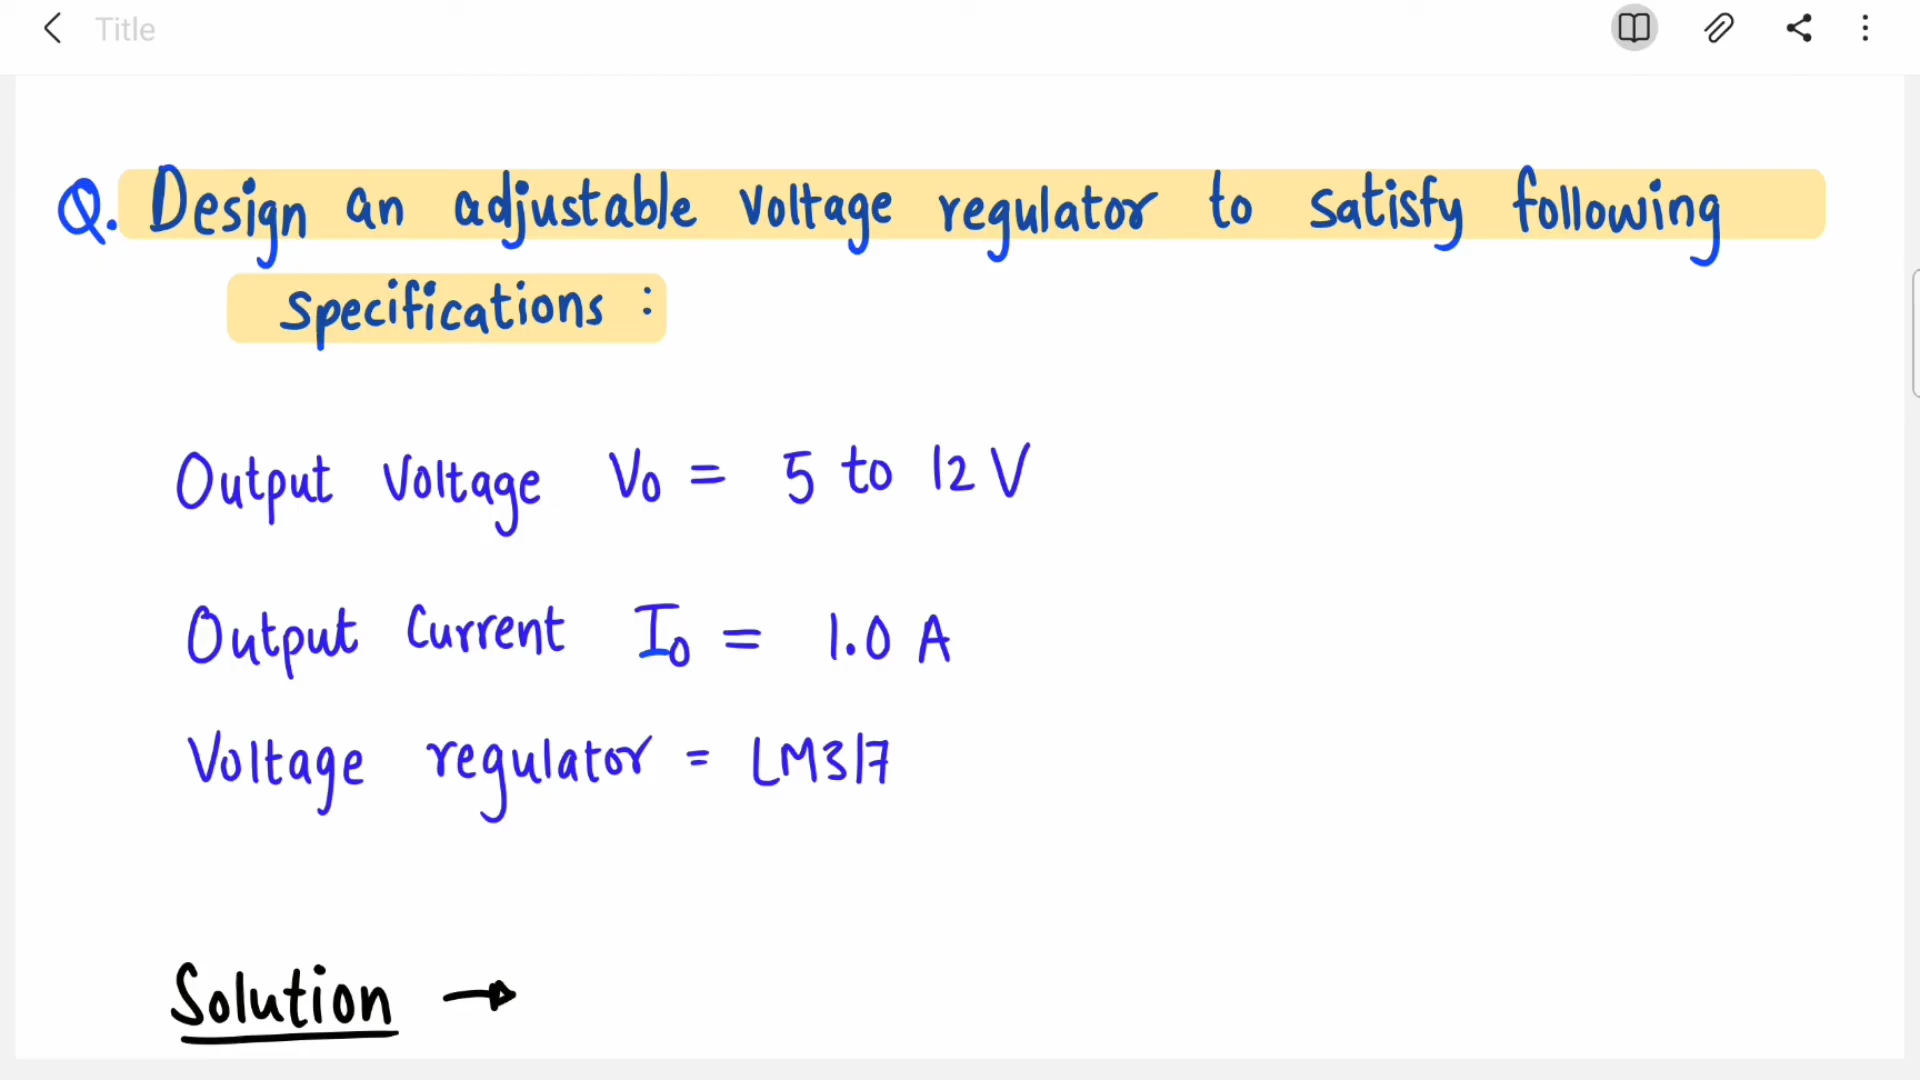 Title
Q. Design an adjustable voltage regulator to satisfy following
specifications :
Output Voltage Vo = 5 to 12 V
Output Current Io = 1.0 A
Voltage regulator = LM317
Solution →